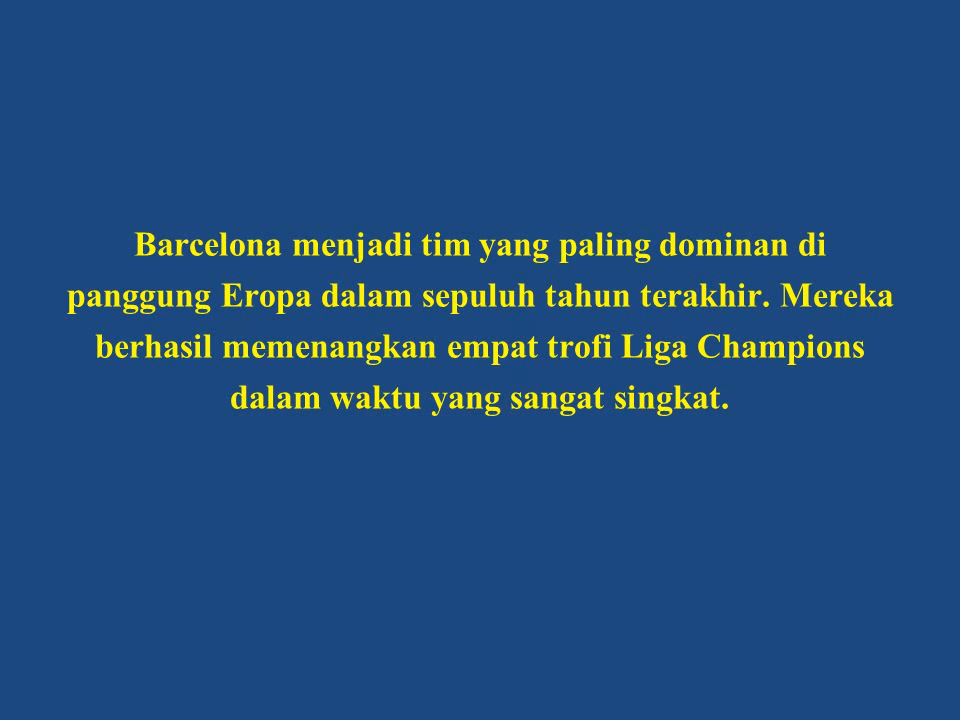 Barcelona menjadi tim yang paling dominan di
panggung Eropa dalam sepuluh tahun terakhir. Mereka
berhasil memenangkan empat trofi Liga Champions
dalam waktu yang sangat singkat.